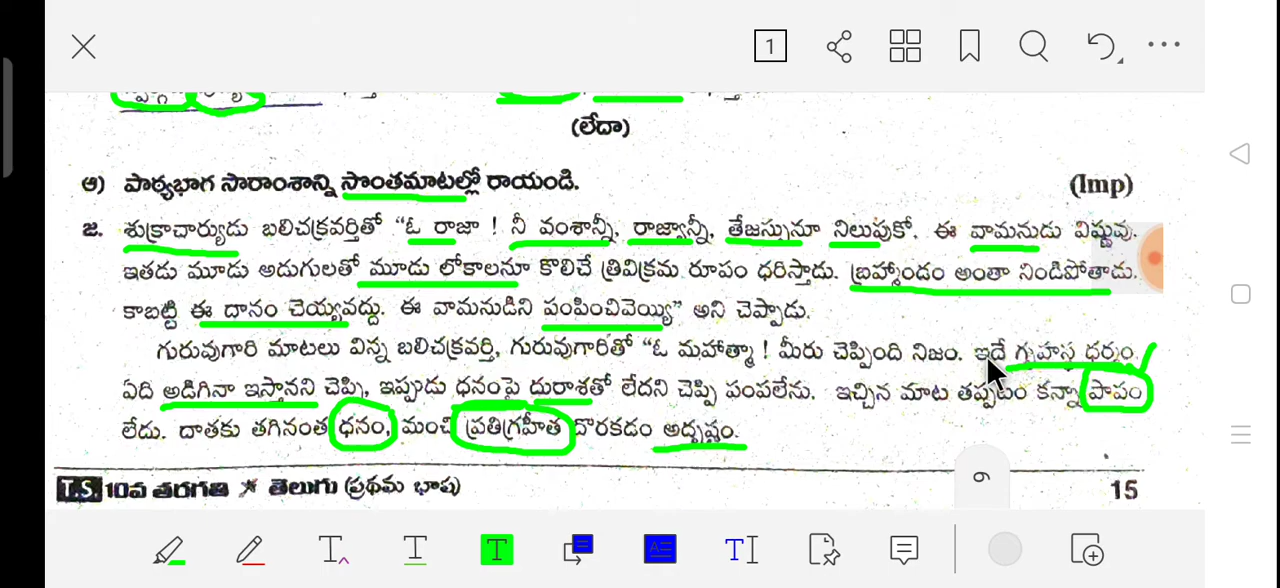 1
(లేదా)
ఆ) పాఠ్యభాగ సారాంశాన్ని సొంతమాటల్లో రాయండి. (Imp)
జ. శుక్రాచార్యుడు బలిచక్రవర్తితో “ఓ రాజా ! నీ వంశాన్నీ, రాజ్యాన్నీ, తేజస్సునూ నిలుపుకో. ఈ వామనుడు విష్ణువు.
ఇతడు మూడు అడుగులతో మూడు లోకాలనూ కొలిచే త్రివిక్రమ రూపం ధరిస్తాడు. బ్రహ్మాండం అంతా నిండిపోతాడు.
కాబట్టి ఈ దానం చెయ్యవద్దు. ఈ వామనుడిని పంపించివెయ్యి” అని చెప్పాడు.
గురువుగారి మాటలు విన్న బలిచక్రవర్తి, గురువుగారితో “ఓ మహాత్మా ! మీరు చెప్పింది నిజం. ఇదే గృహస్థ ధర్మం.
ఏది అడిగినా ఇస్తానని చెప్పి, ఇప్పుడు ధనంపై దురాశతో లేదని చెప్పి పంపలేను. ఇచ్చిన మాట తప్పుటం కన్నా పాపం
లేదు. దాతకు తగినంత ధనం, మంచి ప్రతిగ్రహీత దొరకడం అదృష్టం.
T.S. 10వ తరగతి ★ తెలుగు (ప్రథమ భాష) 15